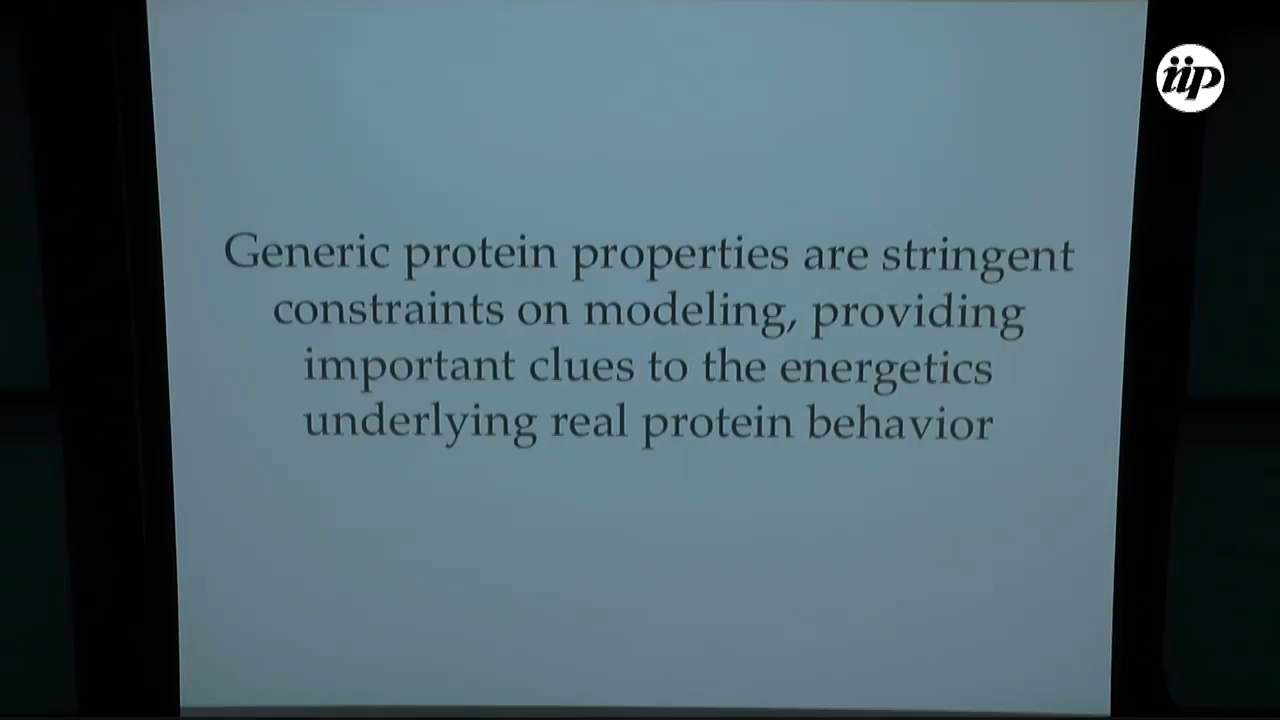 iip
Generic protein properties are stringent
constraints on modeling, providing
important clues to the energetics
underlying real protein behavior